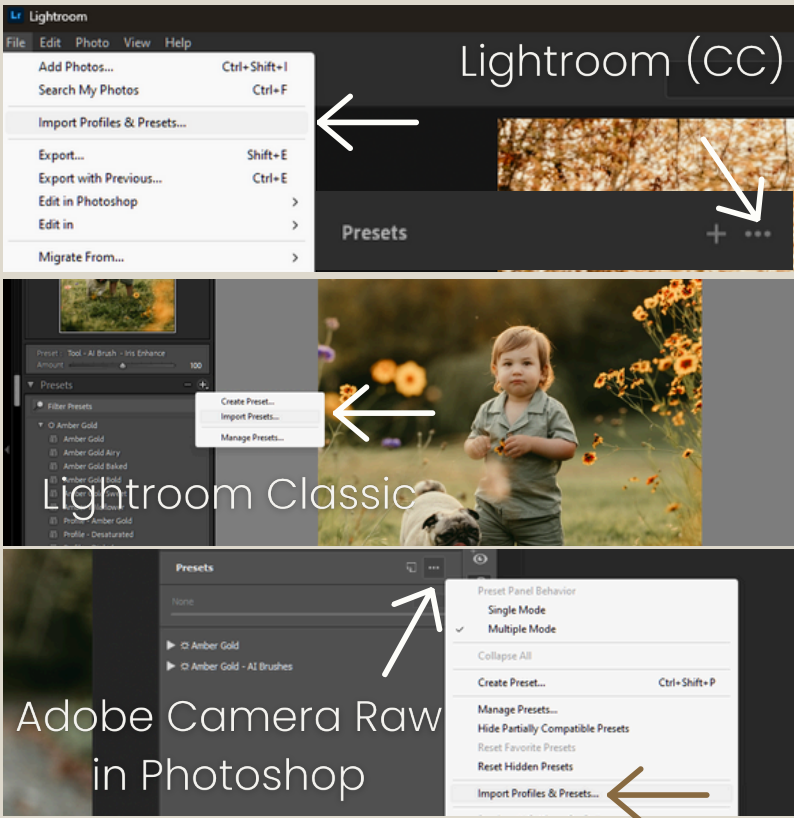 Lr Lightroom
File Edit Photo View Help
Add Photos... Ctrl+Shift+I
Search My Photos Ctrl+F
Import Profiles & Presets...
Export... Shift+E
Export with Previous... Ctrl+E
Edit in Photoshop
Edit in
Migrate From...
Lightroom (CC)
Presets
Preset: Tool - AI Brush - Iris Enhance
Amount 100
Presets
Filter Presets
Amber Gold
Amber Gold
Amber Gold Airy
Amber Gold Baked
Amber Gold Bold
Profile - Amber Gold
Profile - Desaturated
Create Preset...
Import Presets...
Manage Presets...
Lightroom Classic
Presets
None
Amber Gold
Amber Gold - AI Brushes
Adobe Camera Raw
in Photoshop
Preset Panel Behavior
Single Mode
Multiple Mode
Collapse All
Create Preset... Ctrl+Shift+P
Manage Presets...
Hide Partially Compatible Presets
Reset Favorite Presets
Reset Hidden Presets
Import Profiles & Presets...